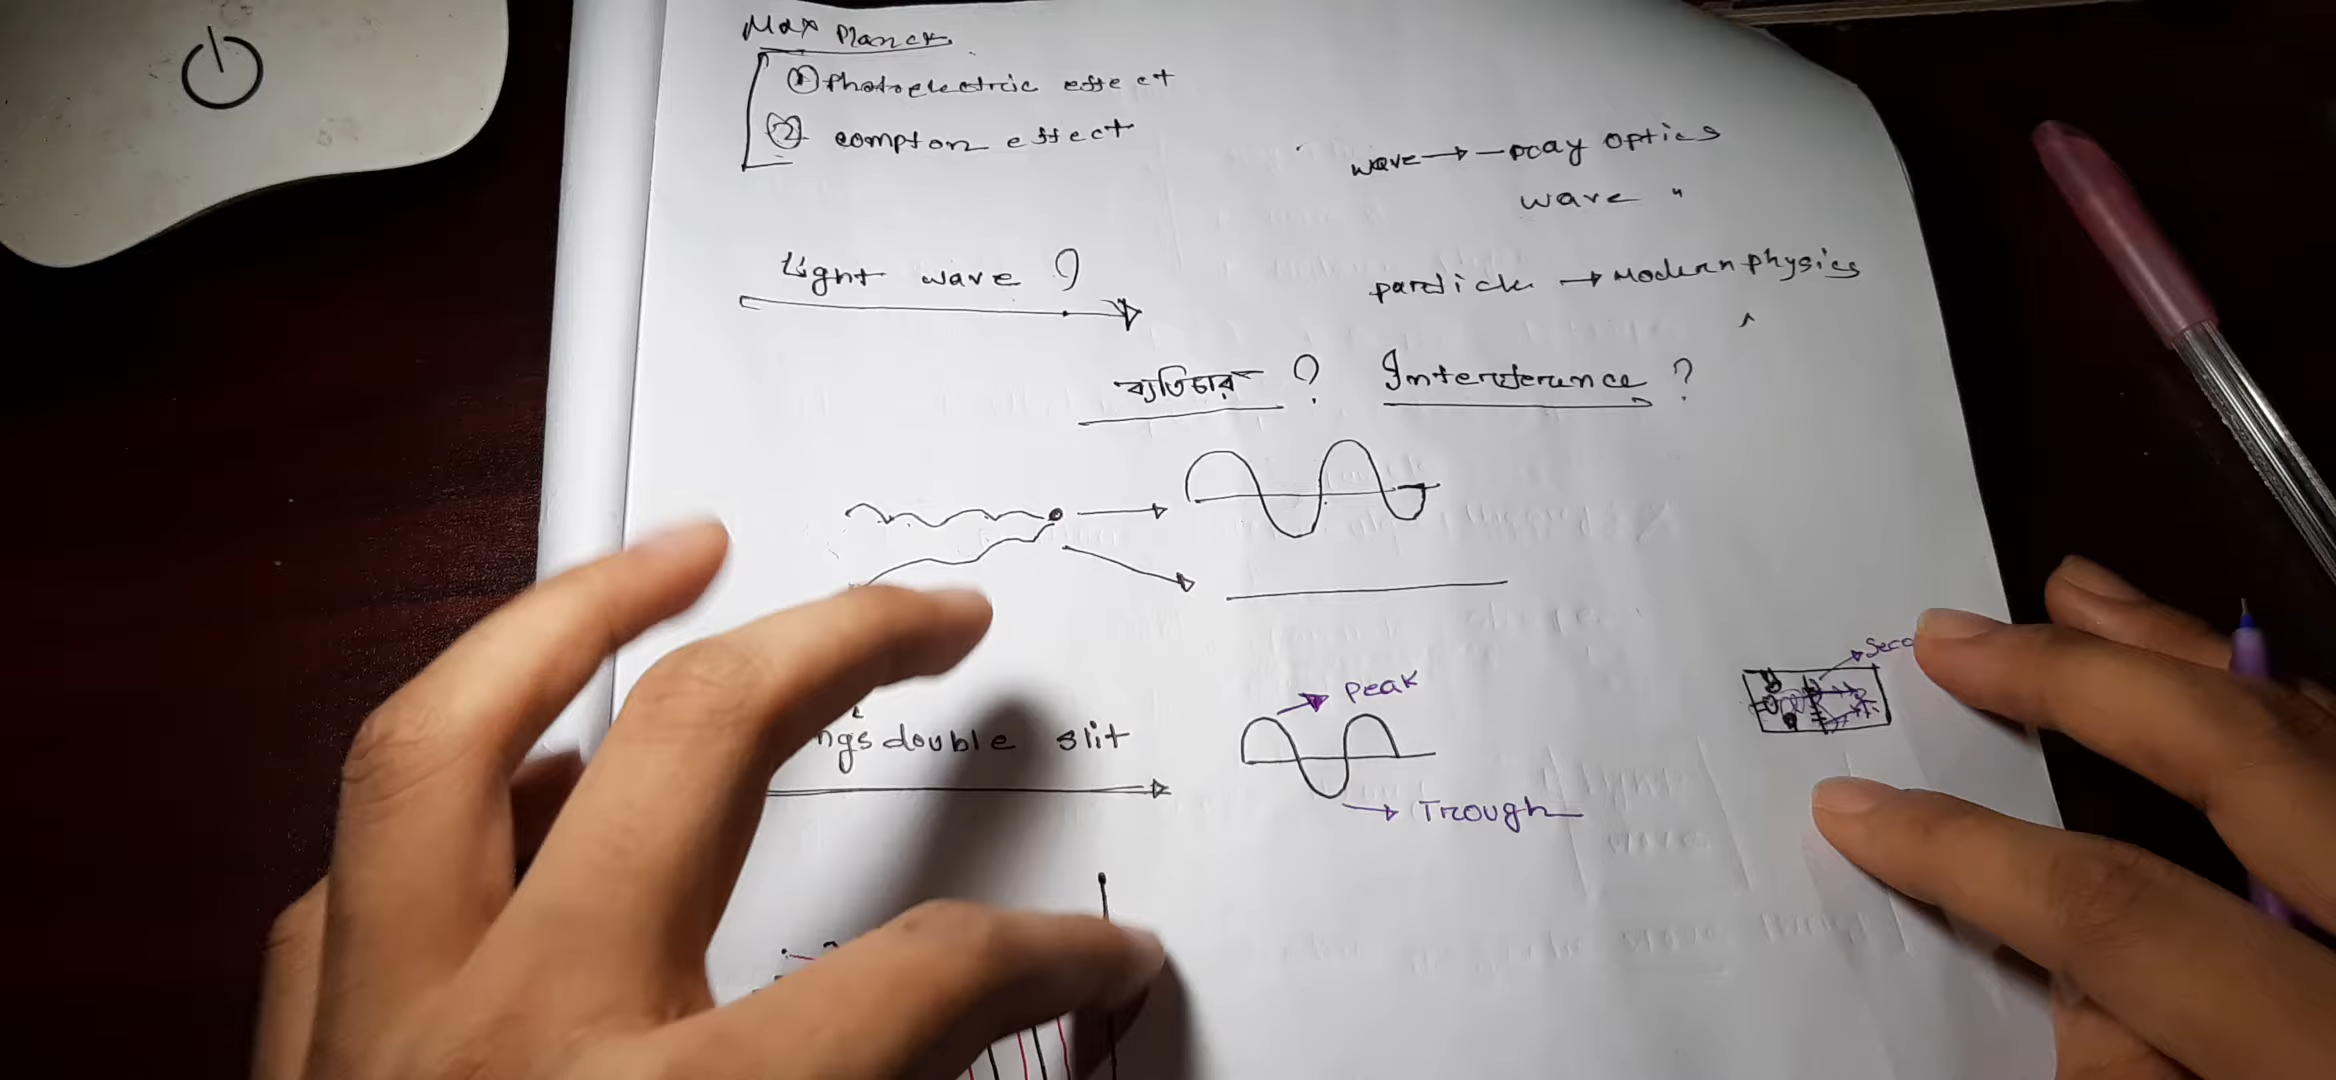 Max Planck
① Photoelectric effect
② compton effect
wave → ray optics
wave "
Light wave ?
particle → Modern physics
ব্যতিচার ? Interference ?
Peak
ngs double slit
Trough